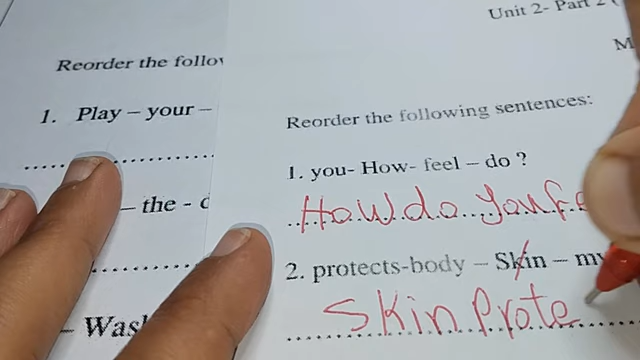 Unit 2- Part 2
Reorder the follo
1. Play – your –
– the -
– Was
M
Reorder the following sentences:
1. you- How- feel – do ?
How do you fe
2. protects-body – Skin – my
Skin Prote